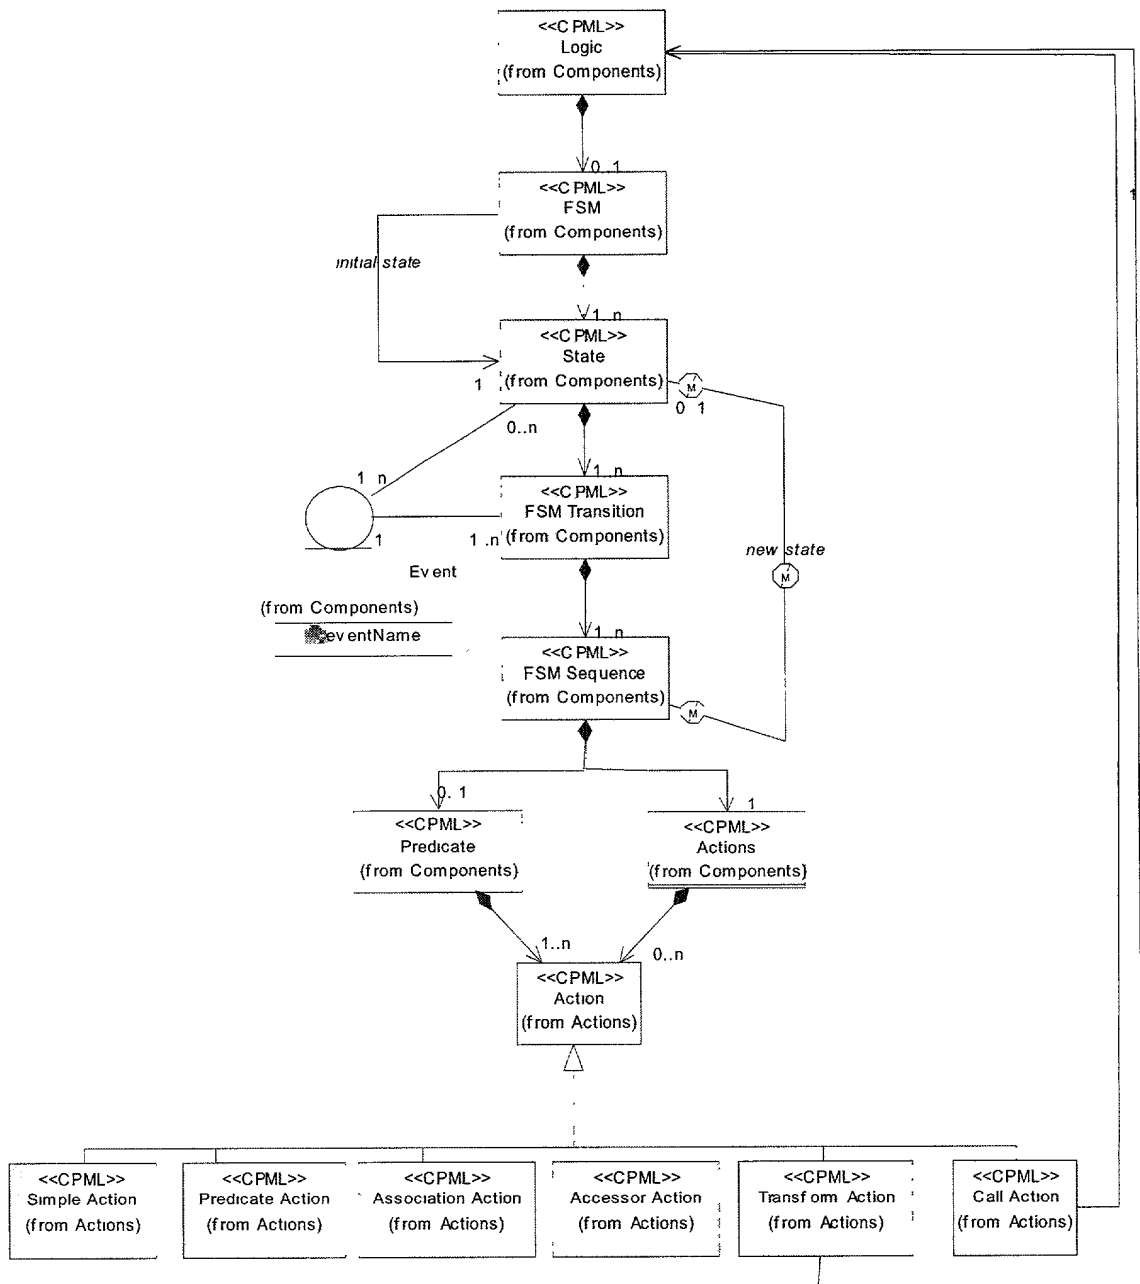 <<CPML>>
Logic
(from Components)
0..1
<<CPML>>
FSM
(from Components)
1
initial state
1..n
<<CPML>>
State
(from Components)
1
0 1
M
0..n
1 n
1..n
<<CPML>>
FSM Transition
(from Components)
1
1 .n
new state
M
Event
(from Components)
eventName
1..n
<<CPML>>
FSM Sequence
(from Components)
M
0. 1
1
<<CPML>>
Predicate
(from Components)
<<CPML>>
Actions
(from Components)
1..n
0..n
<<CPML>>
Action
(from Actions)
<<CPML>>
Simple Action
(from Actions)
<<CPML>>
Predicate Action
(from Actions)
<<CPML>>
Association Action
(from Actions)
<<CPML>>
Accessor Action
(from Actions)
<<CPML>>
Transform Action
(from Actions)
<<CPML>>
Call Action
(from Actions)